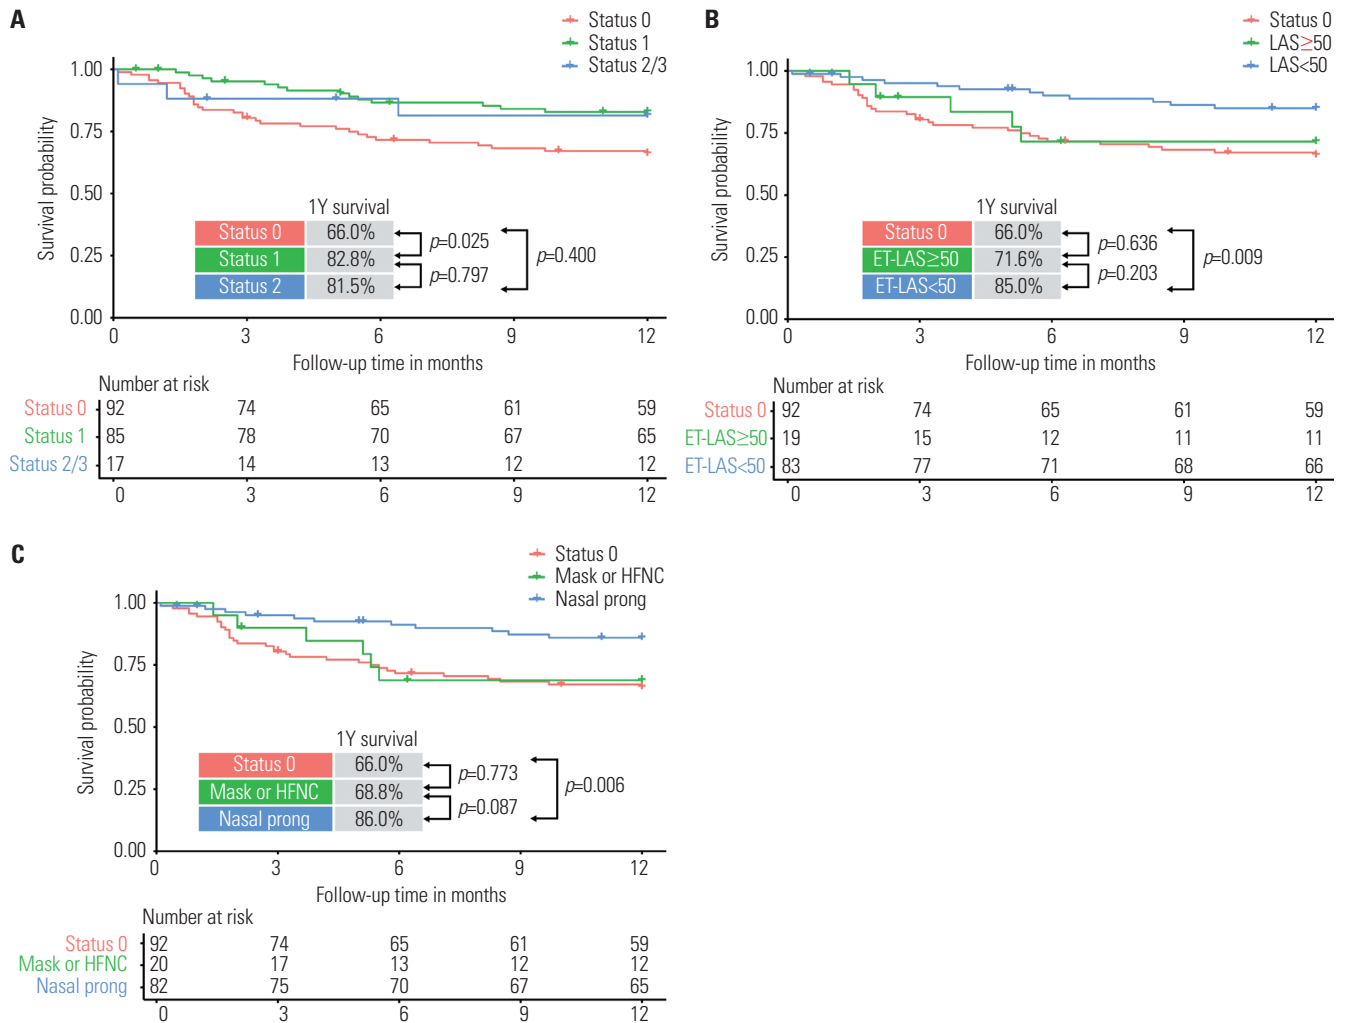 A
Status 0
Status 1
Status 2/3
1.00
0.75
0.50
0.25
0.00
Survival probability
1Y survival
Status 0 66.0%
Status 1 82.8%
Status 2 81.5%
p=0.025
p=0.797
p=0.400
0 3 6 9 12
Follow-up time in months
Number at risk
Status 0 92 74 65 61 59
Status 1 85 78 70 67 65
Status 2/3 17 14 13 12 12
0 3 6 9 12
B
Status 0
LAS≥50
LAS<50
1.00
0.75
0.50
0.25
0.00
Survival probability
1Y survival
Status 0 66.0%
ET-LAS≥50 71.6%
ET-LAS<50 85.0%
p=0.636
p=0.203
p=0.009
0 3 6 9 12
Follow-up time in months
Number at risk
Status 0 92 74 65 61 59
ET-LAS≥50 19 15 12 11 11
ET-LAS<50 83 77 71 68 66
0 3 6 9 12
C
Status 0
Mask or HFNC
Nasal prong
1.00
0.75
0.50
0.25
0.00
Survival probability
1Y survival
Status 0 66.0%
Mask or HFNC 68.8%
Nasal prong 86.0%
p=0.773
p=0.087
p=0.006
0 3 6 9 12
Follow-up time in months
Number at risk
Status 0 92 74 65 61 59
Mask or HFNC 20 17 13 12 12
Nasal prong 82 75 70 67 65
0 3 6 9 12